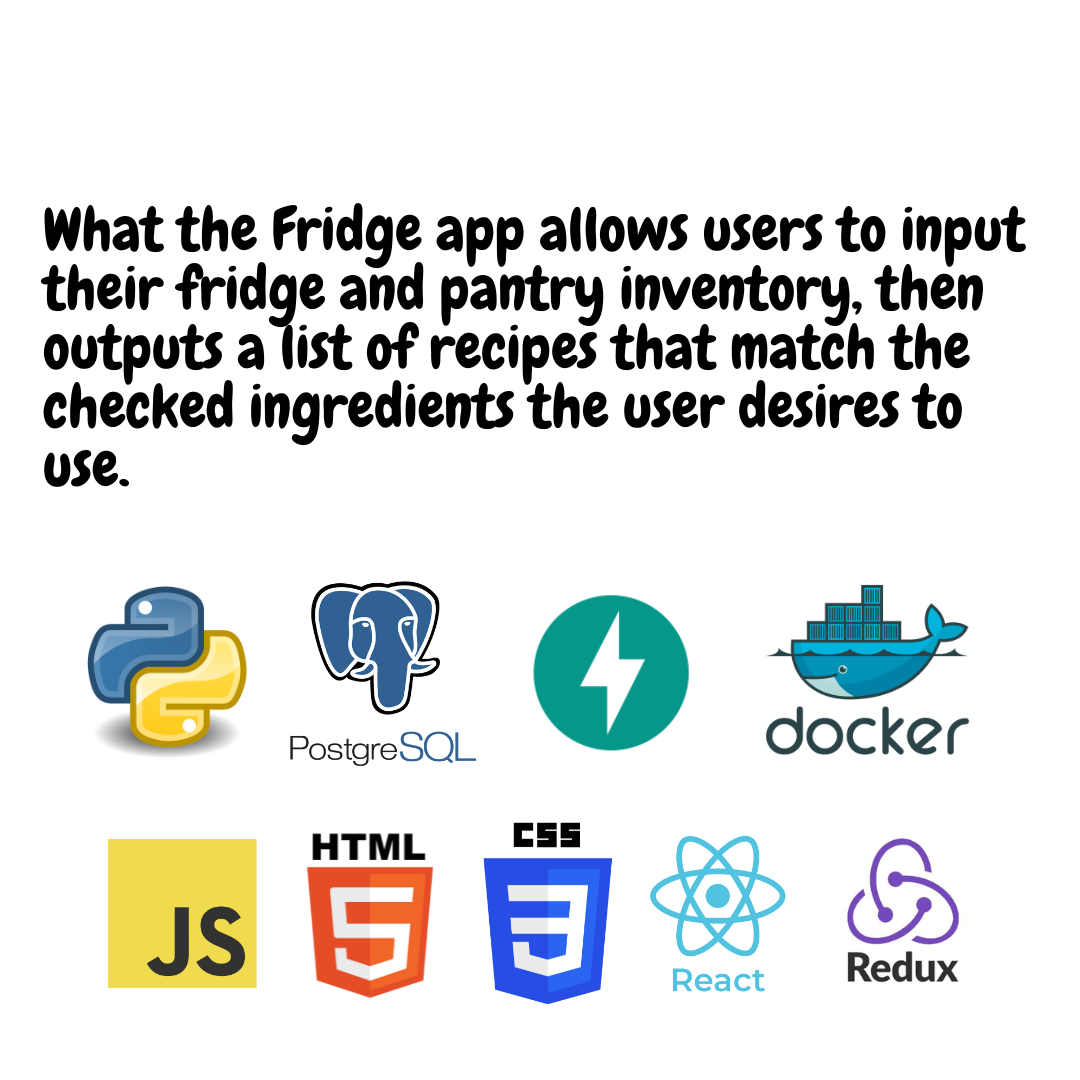 What the Fridge app allows users to input
their fridge and pantry inventory, then
outputs a list of recipes that match the
checked ingredients the user desires to
use.
PostgreSQL
docker
JS
HTML
5
CSS
3
React
Redux